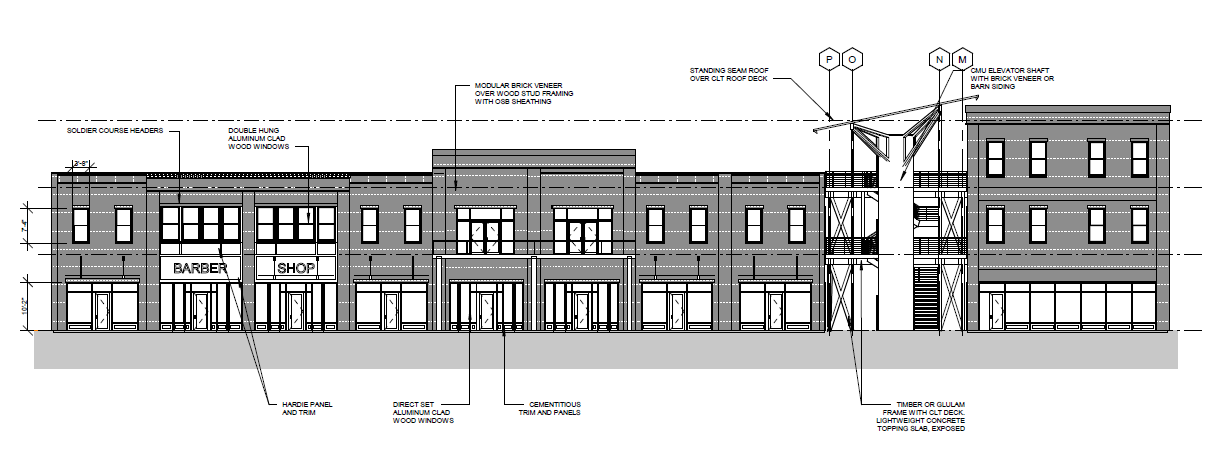 P O N M
STANDING SEAM ROOF
OVER CLT ROOF DECK
CMU ELEVATOR SHAFT
WITH BRICK VENEER OR
BARN SIDING
MODULAR BRICK VENEER
OVER WOOD STUD FRAMING
WITH OSB SHEATHING
SOLDIER COURSE HEADERS
DOUBLE HUNG
ALUMINUM CLAD
WOOD WINDOWS
3'-8"
7'-4"
BARBER SHOP
10'-2"
HARDIE PANEL
AND TRIM
DIRECT SET
ALUMINUM CLAD
WOOD WINDOWS
CEMENTITIOUS
TRIM AND PANELS
TIMBER OR GLULAM
FRAME WITH CLT DECK.
LIGHTWEIGHT CONCRETE
TOPPING SLAB, EXPOSED